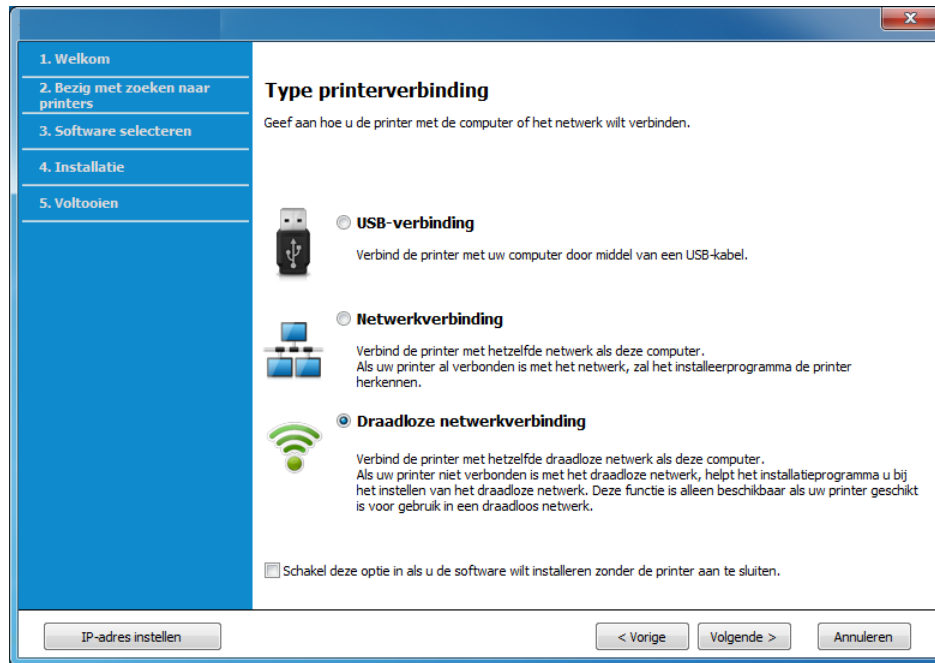 1. Welkom
2. Bezig met zoeken naar
printers
3. Software selecteren
4. Installatie
5. Voltooien
Type printerverbinding
Geef aan hoe u de printer met de computer of het netwerk wilt verbinden.
USB-verbinding
Verbind de printer met uw computer door middel van een USB-kabel.
Netwerkverbinding
Verbind de printer met hetzelfde netwerk als deze computer.
Als uw printer al verbonden is met het netwerk, zal het installeerprogramma de printer
herkennen.
Draadloze netwerkverbinding
Verbind de printer met hetzelfde draadloze netwerk als deze computer.
Als uw printer niet verbonden is met het draadloze netwerk, helpt het installatieprogramma u bij
het instellen van het draadloze netwerk. Deze functie is alleen beschikbaar als uw printer geschikt
is voor gebruik in een draadloos netwerk.
Schakel deze optie in als u de software wilt installeren zonder de printer aan te sluiten.
IP-adres instellen
< Vorige
Volgende >
Annuleren